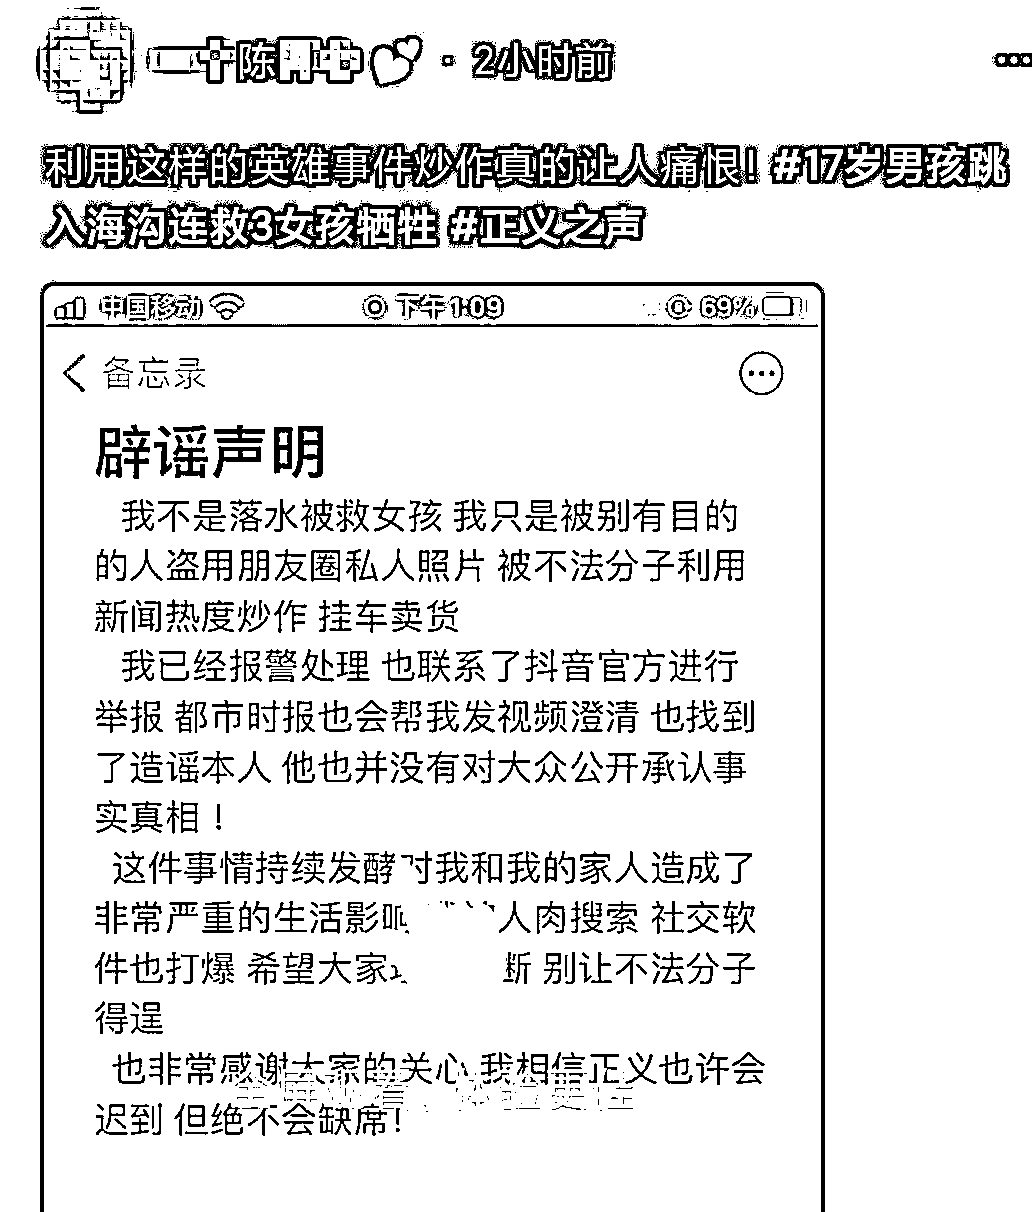 陈 · 2小时前
利用这样的英雄事件炒作真的让人痛恨！#17岁男孩跳
入海沟连救3女孩牺牲 #正义之声
中国移动 下午1:09 69%
备忘录
辟谣声明
我不是落水被救女孩 我只是被别有目的
的人盗用朋友圈私人照片 被不法分子利用
新闻热度炒作 挂车卖货
我已经报警处理 也联系了抖音官方进行
举报 都市时报也会帮我发视频澄清 也找到
了造谣本人 他也并没有对大众公开承认事
实真相！
这件事情持续发酵 对我和我的家人造成了
非常严重的生活影响 人肉搜索 社交软
件也打爆 希望大家 断 别让不法分子
得逞
也非常感谢大家的关心 我相信正义也许会
迟到 但绝不会缺席！